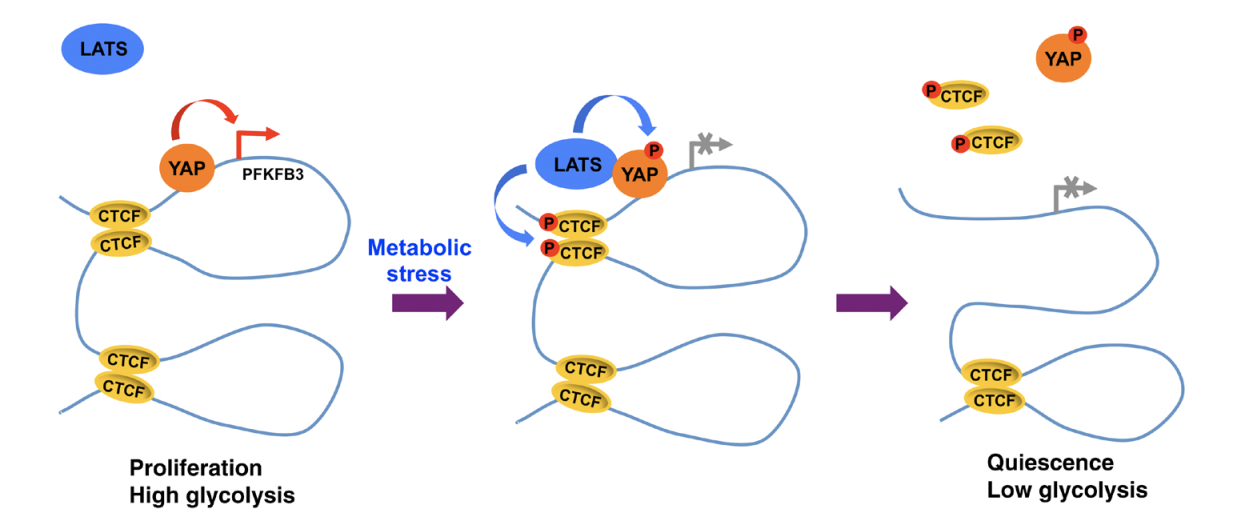 LATS
YAP
PFKFB3
CTCF
CTCF
CTCF
CTCF
Proliferation
High glycolysis
Metabolic
stress
LATS
P
YAP
P
CTCF
P
CTCF
CTCF
CTCF
P
YAP
P
CTCF
P
CTCF
CTCF
CTCF
Quiescence
Low glycolysis